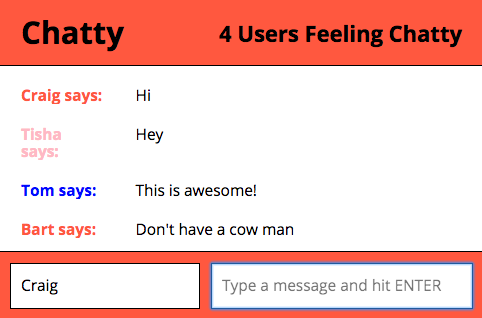 Chatty
4 Users Feeling Chatty
Craig says: Hi
Tisha says: Hey
Tom says: This is awesome!
Bart says: Don't have a cow man
Craig
Type a message and hit ENTER